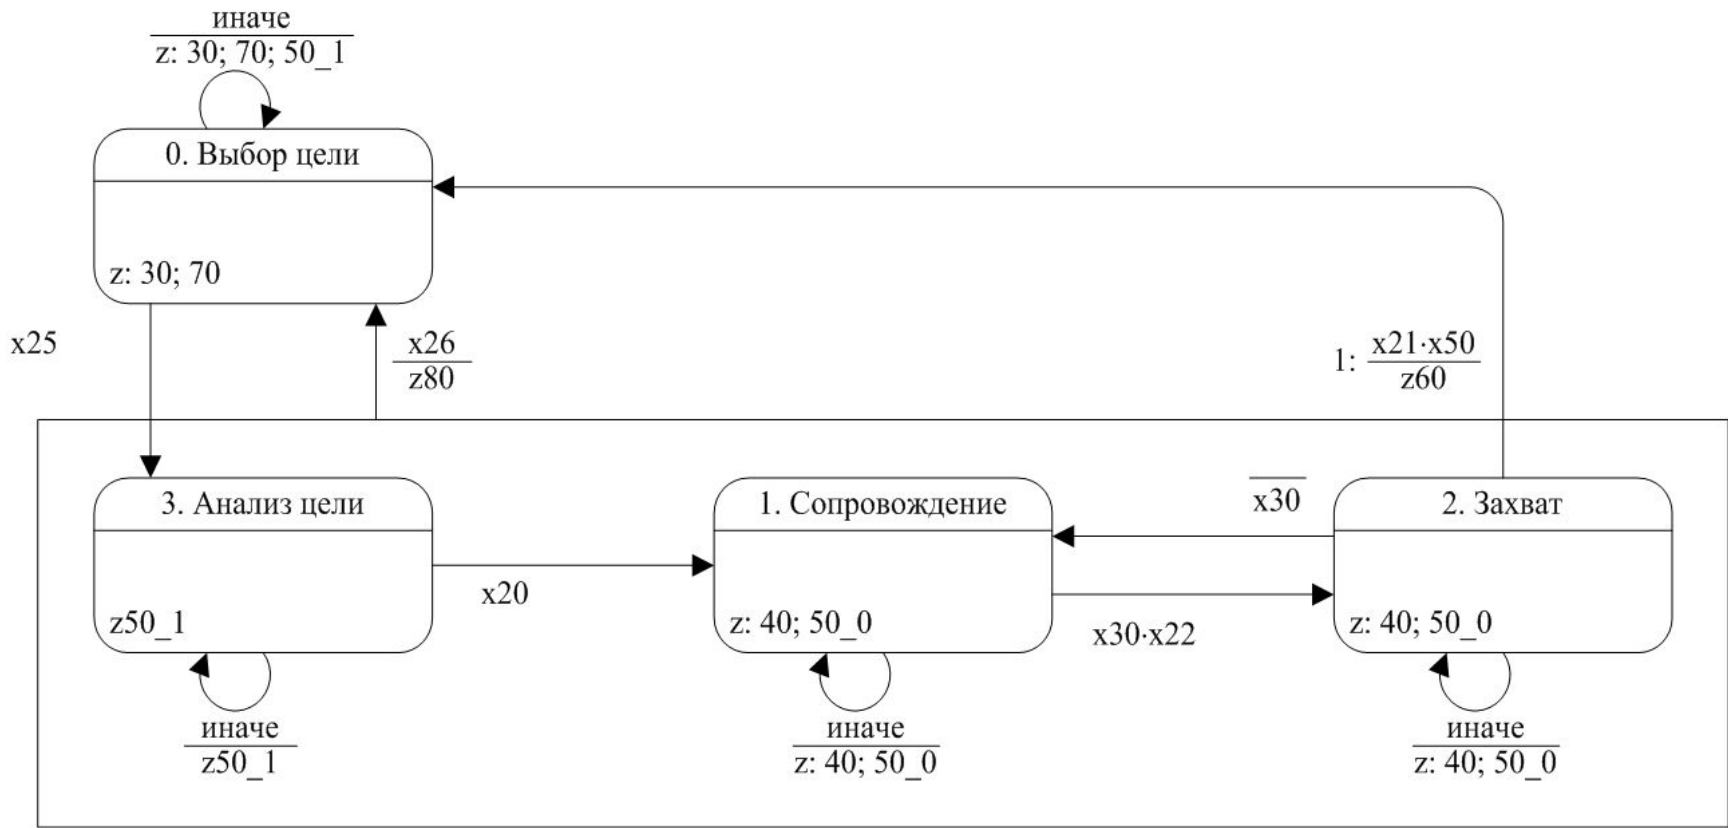 иначе
z: 30; 70; 50_1
0. Выбор цели
z: 30; 70
x25
x26
z80
1: x21·x50
z60
3. Анализ цели
z50_1
x20
1. Сопровождение
z: 40; 50_0
x30
x30·x22
2. Захват
z: 40; 50_0
иначе
z50_1
иначе
z: 40; 50_0
иначе
z: 40; 50_0